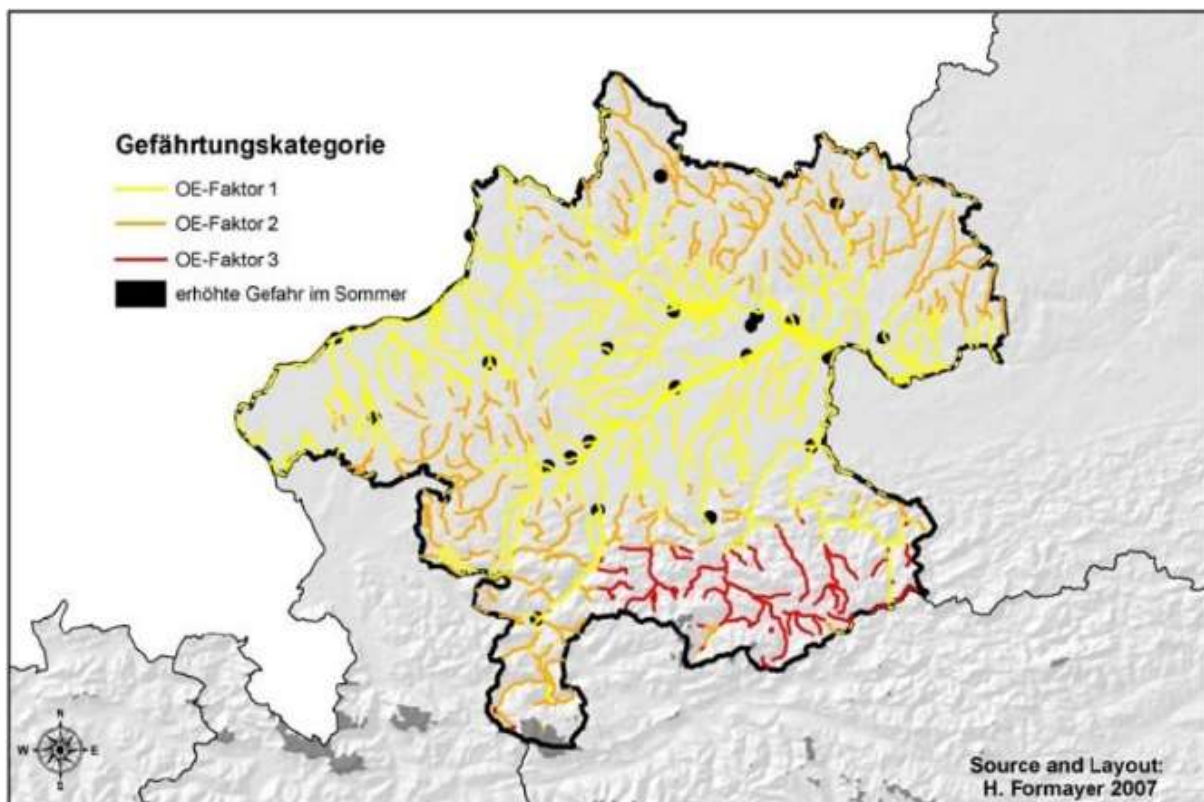 Gefährtungskategorie
OE-Faktor 1
OE-Faktor 2
OE-Faktor 3
erhöhte Gefahr im Sommer
N
W E
S
Source and Layout:
H. Formayer 2007